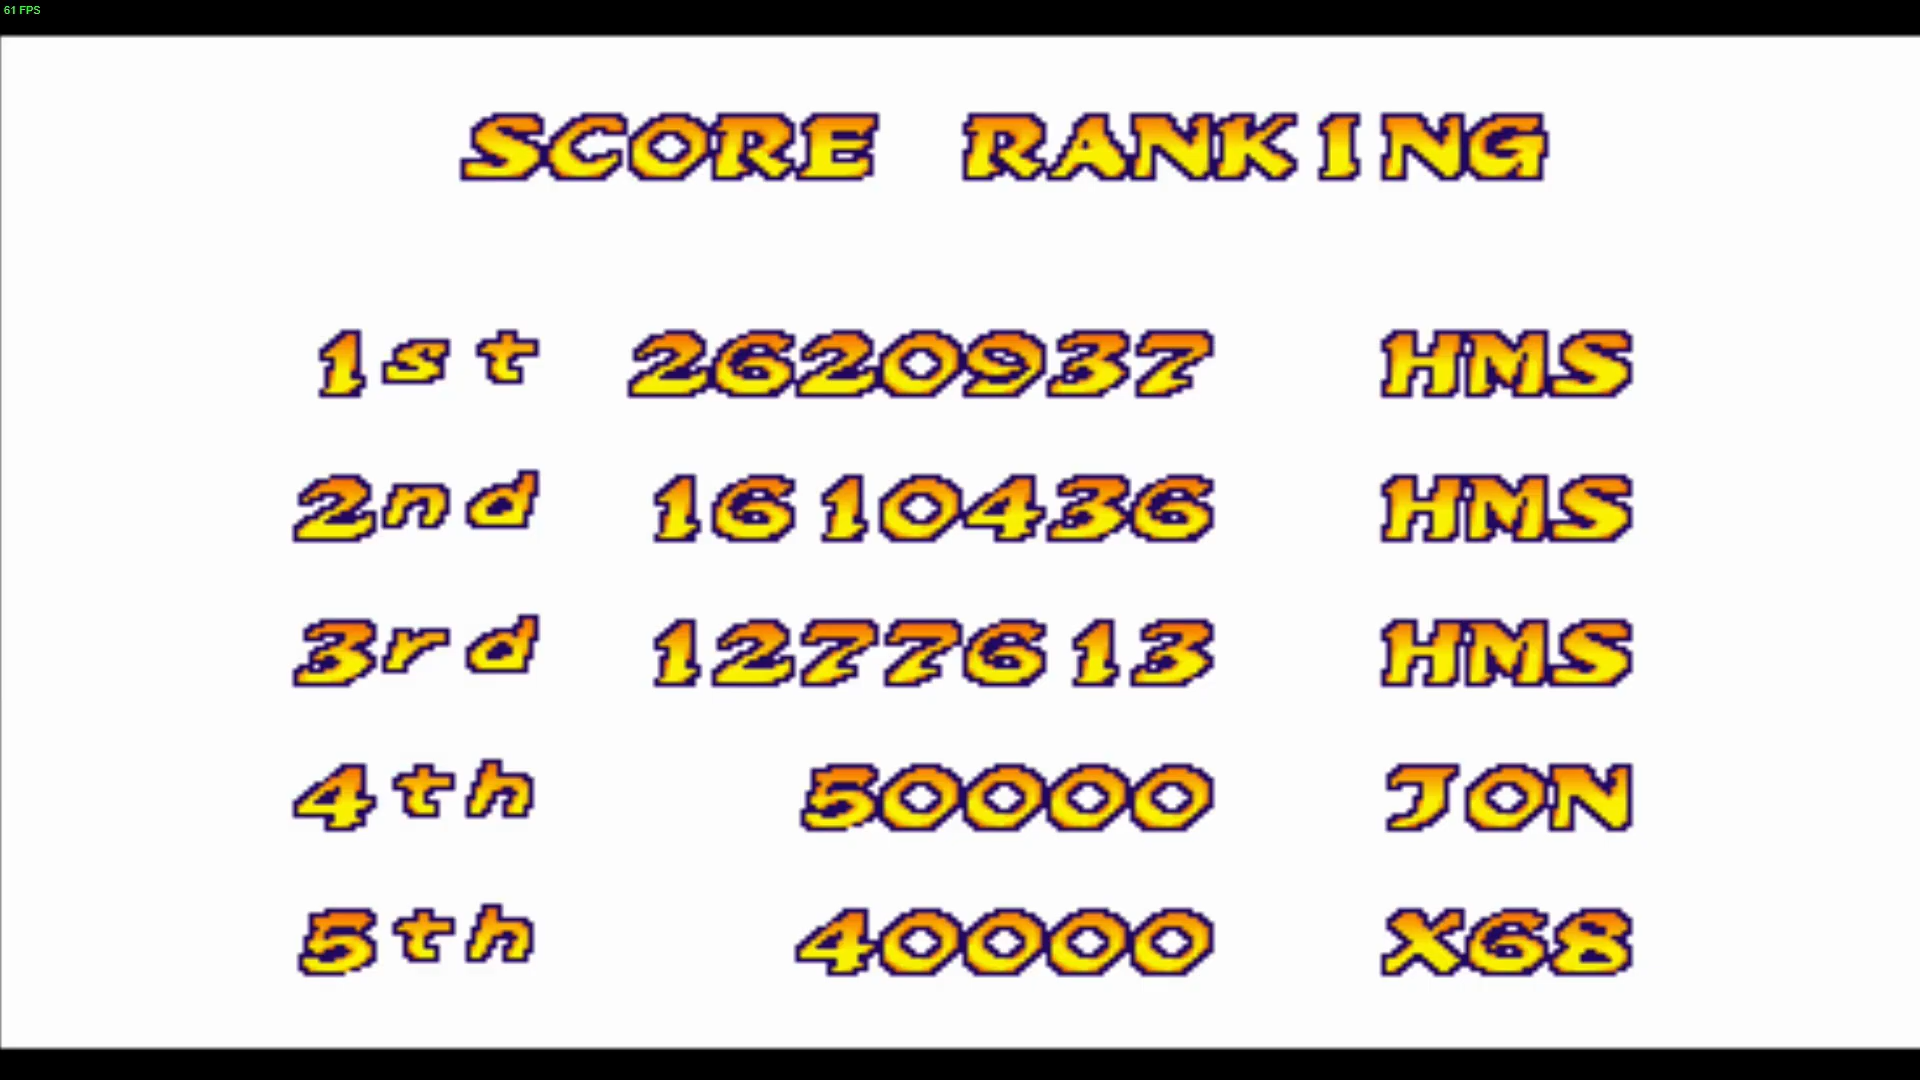 61 FPS
SCORE RANKING
1st 2620937 HMS
2nd 1610436 HMS
3rd 1277613 HMS
4th 50000 JON
5th 40000 X68